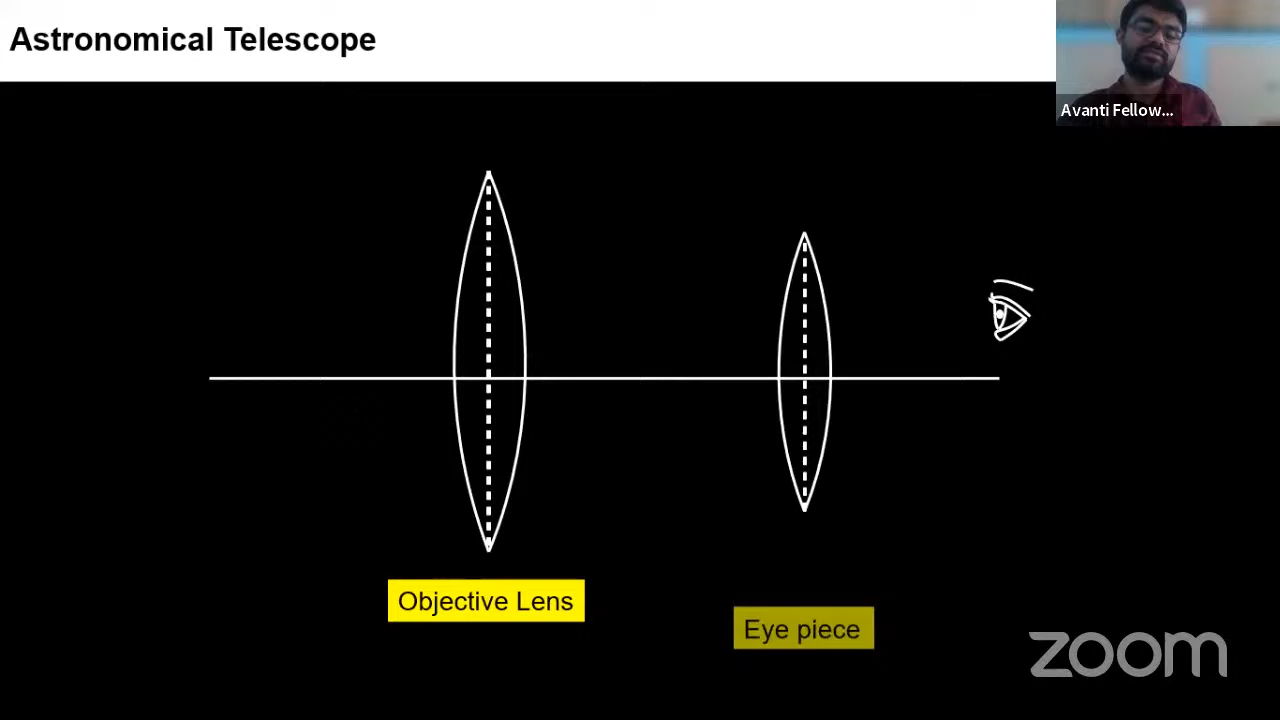 Astronomical Telescope
Avanti Fellow...
Objective Lens
Eye piece
zoom